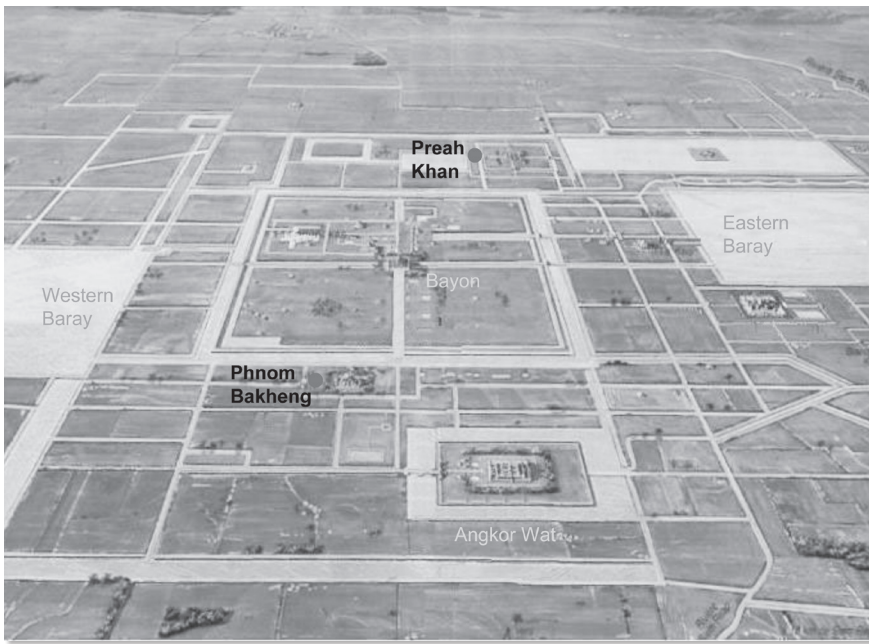 Preah
Khan
Eastern
Baray
Bayon
Western
Baray
Phnom
Bakheng
Angkor Wat